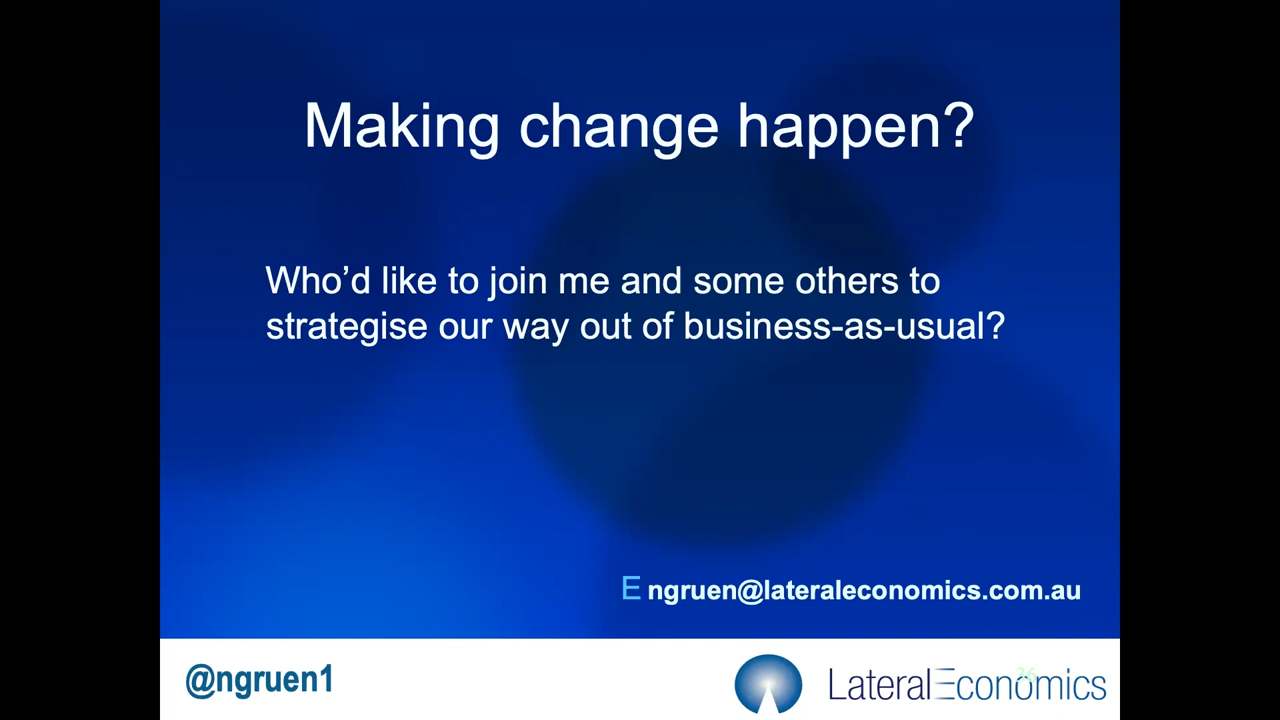 Making change happen?
Who’d like to join me and some others to
strategise our way out of business-as-usual?
E ngruen@lateraleconomics.com.au
@ngruen1
LateralEconomics
36